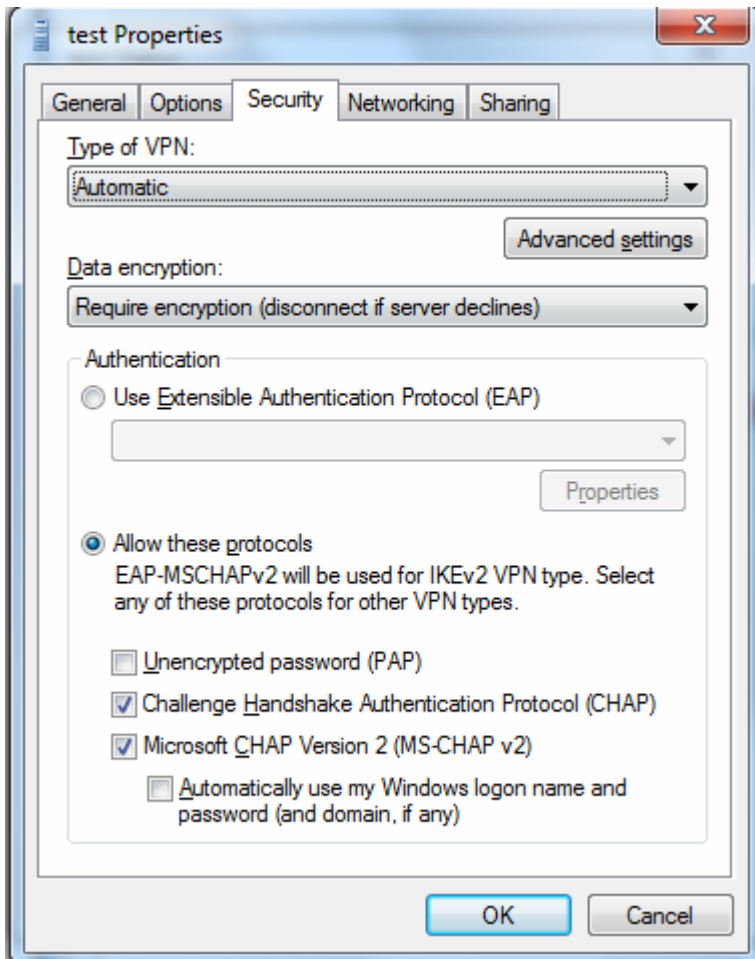 test Properties
General Options Security Networking Sharing
Type of VPN:
Automatic
Advanced settings
Data encryption:
Require encryption (disconnect if server declines)
Authentication
Use Extensible Authentication Protocol (EAP)
Properties
Allow these protocols
EAP-MSCHAPv2 will be used for IKEv2 VPN type. Select
any of these protocols for other VPN types.
Unencrypted password (PAP)
Challenge Handshake Authentication Protocol (CHAP)
Microsoft CHAP Version 2 (MS-CHAP v2)
Automatically use my Windows logon name and
password (and domain, if any)
OK Cancel